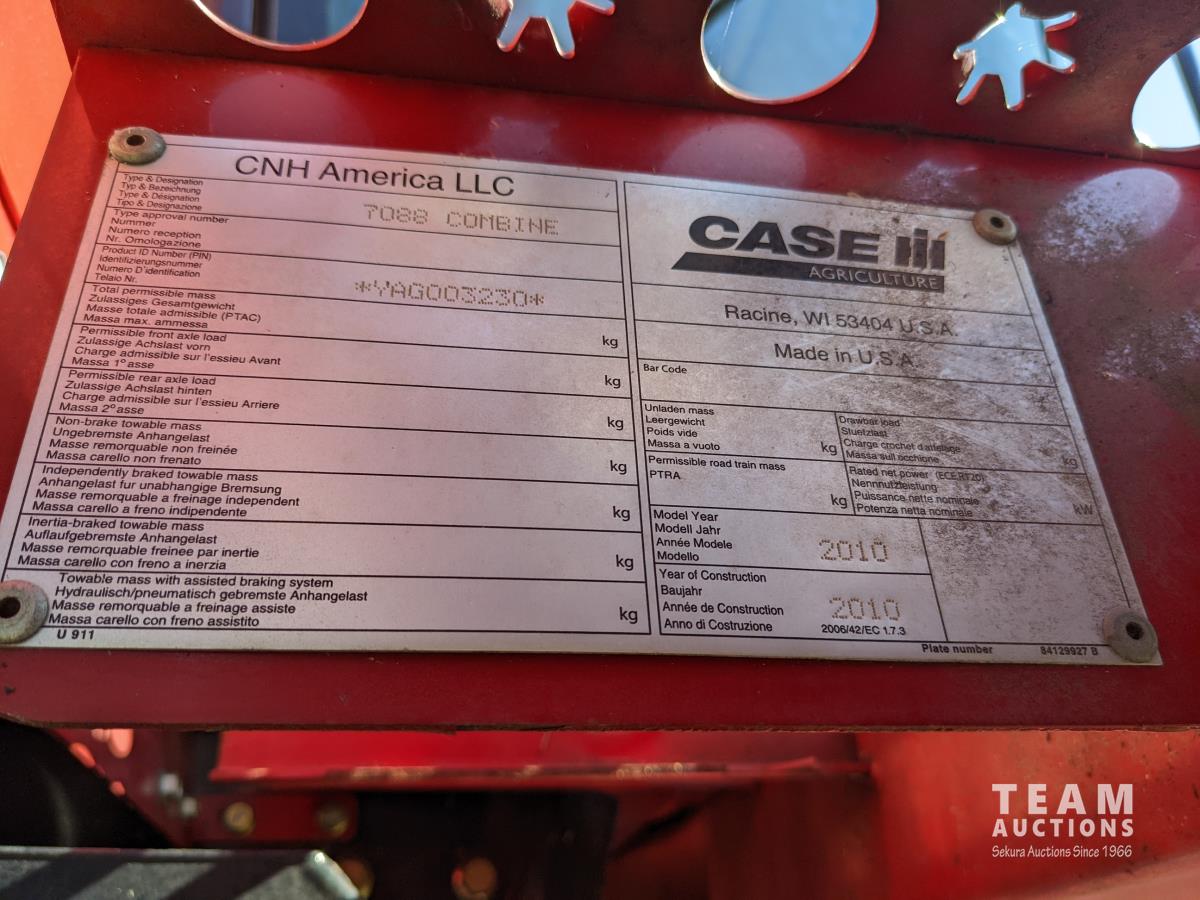 CNH America LLC
Type & Designation
Typ & Bezeichnung
Type & Désignation
Tipo & Designazione
7088 COMBINE
Type approval number
Nummer
Numero reception
Nr. Omologazione
Product ID Number (PIN)
Identifizierungsnummer
Numero D'identification
Telaio Nr.
*YAG003230*
Total permissible mass
Zulassiges Gesamtgewicht
Masse totale admissible (PTAC)
Massa max. ammessa
kg
Permissible front axle load
Zulassige Achslast vorn
Charge admissible sur l'essieu Avant
Massa 1° asse
kg
Permissible rear axle load
Zulassige Achslast hinten
Charge admissible sur l'essieu Arriere
Massa 2° asse
kg
Non-brake towable mass
Ungebremste Anhangelast
Masse remorquable non freinée
Massa carello non frenato
kg
Independently braked towable mass
Anhangelast fur unabhangige Bremsung
Masse remorquable a freinage independent
Massa carello a freno indipendente
kg
Inertia-braked towable mass
Auflaufgebremste Anhangelast
Masse remorquable freinee par inertie
Massa carello con freno a inerzia
kg
Towable mass with assisted braking system
Hydraulisch/pneumatisch gebremste Anhangelast
Masse remorquable a freinage assiste
Massa carello con freno assistito
kg
U 911
CASE IH
AGRICULTURE
Racine, WI 53404 U.S.A.
Made in U.S.A.
Bar Code
Unladen mass
Leergewicht
Poids vide
Massa a vuoto
kg
Drawbar load
Stuetzlast
Charge crochet d'attelage
Massa sull occhione
kg
Permissible road train mass
PTRA
kg
Rated net power (ECE R120)
Nennnutzleistung
Puissance nette nominale
Potenza netta nominale
kW
Model Year
Modell Jahr
Année Modele
Modello
2010
Year of Construction
Baujahr
Année de Construction
Anno di Costruzione
2010
2006/42/EC 1.7.3
Plate number
84129927 B
TEAM
AUCTIONS
Sekura Auctions Since 1966